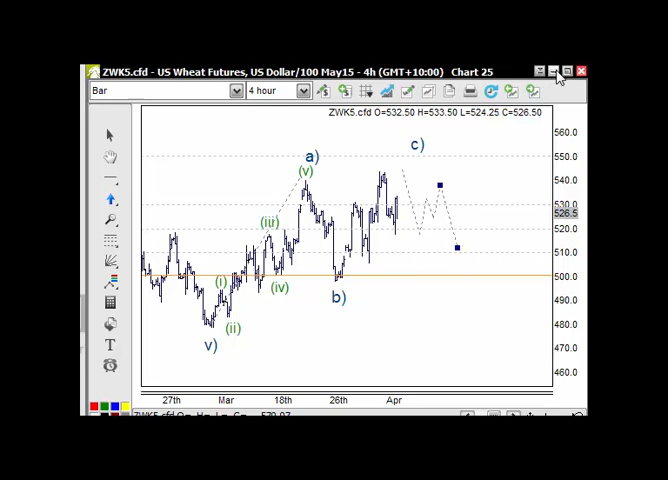 ZWK5.cfd - US Wheat Futures, US Dollar/100 May15 - 4h (GMT+10:00) Chart 25
Bar
4 hour
ZWK5.cfd O=532.50 H=533.50 L=524.25 C=526.50
560.0
a)
c)
550.0
(v)
540.0
530.0
(iii)
526.5
520.0
510.0
500.0
(i)
(iv)
b)
490.0
(ii)
480.0
v)
470.0
T
460.0
27th
Mar
18th
26th
Apr